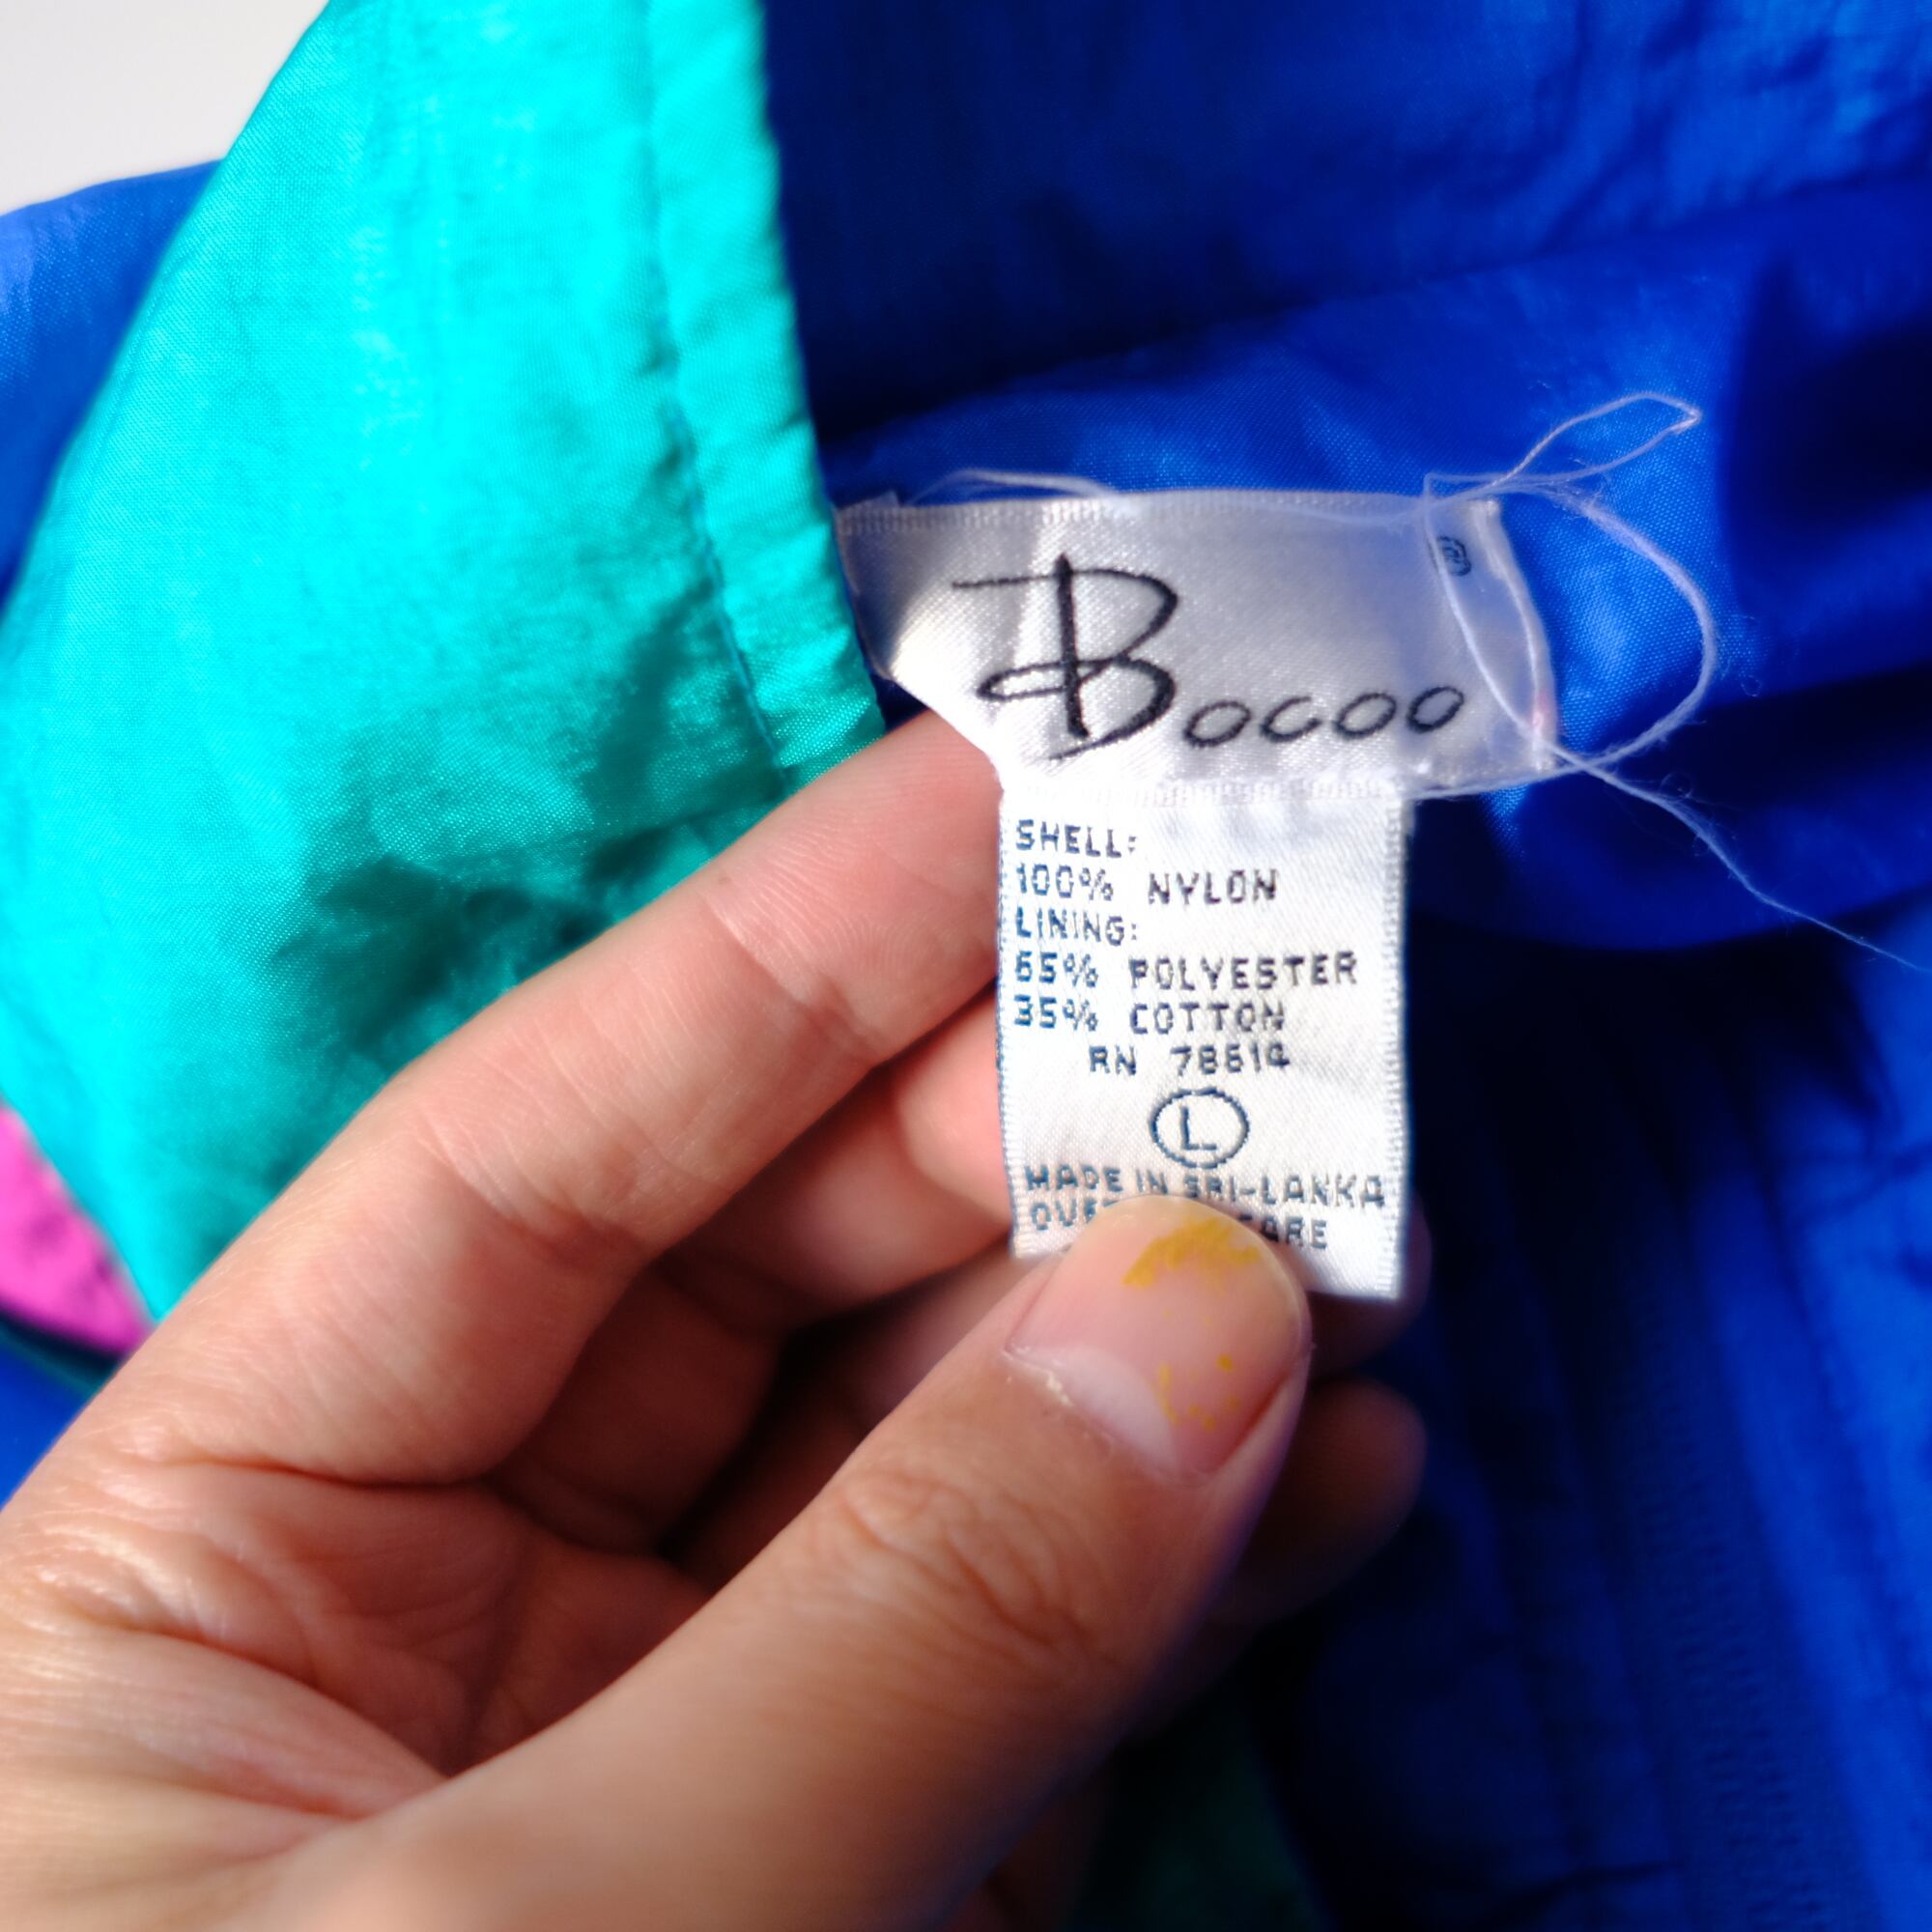 Bocoo
SHELL:
100% NYLON
LINING:
65% POLYESTER
35% COTTON
RN 78614
L
MADE IN SRI-LANKA